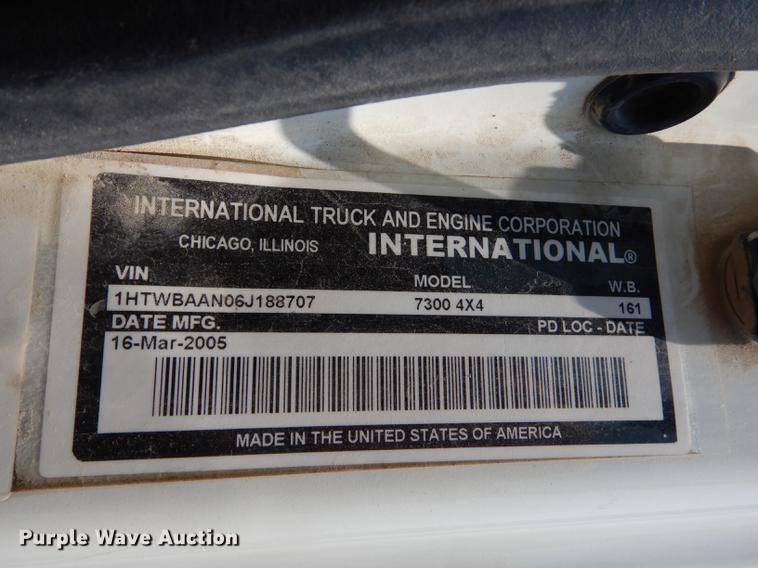 INTERNATIONAL TRUCK AND ENGINE CORPORATION
CHICAGO, ILLINOIS INTERNATIONAL®
VIN MODEL W.B.
1HTWBAAN06J188707 7300 4X4 161
DATE MFG. PD LOC - DATE
16-Mar-2005
MADE IN THE UNITED STATES OF AMERICA
Purple Wave Auction